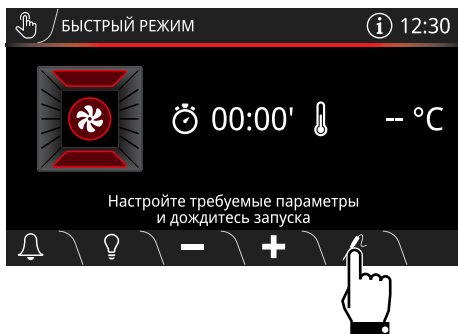 БЫСТРЫЙ РЕЖИМ
i 12:30
00:00' -- °C
Настройте требуемые параметры
и дождитесь запуска